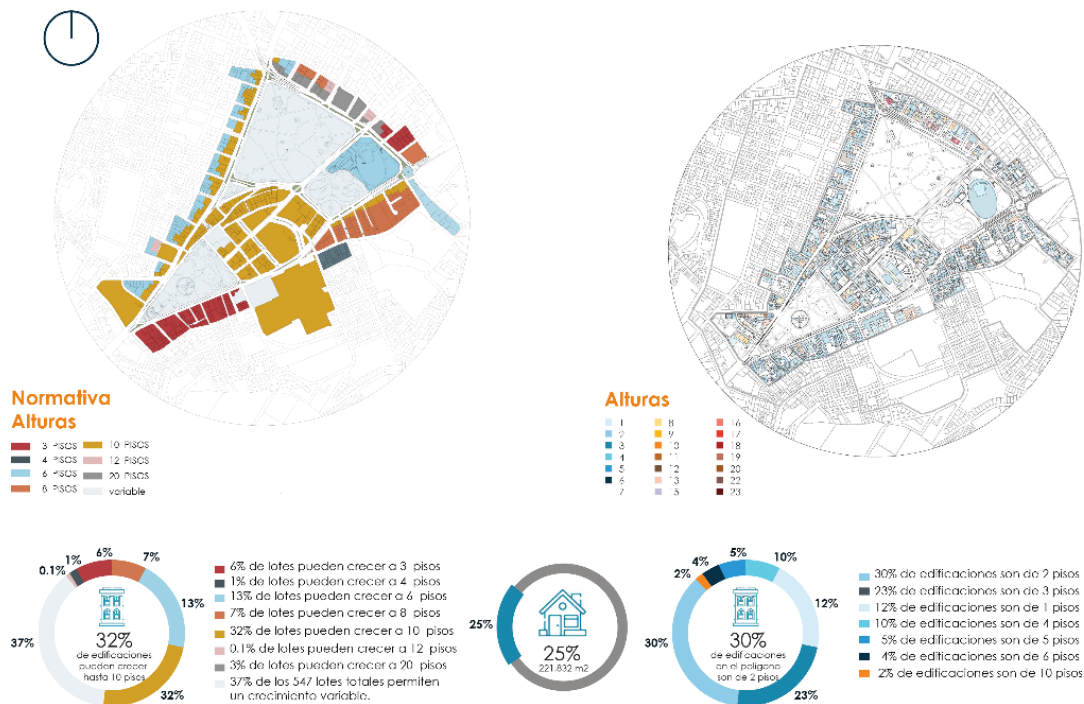 Normativa
Alturas
3 PISOS
4 PISOS
6 PISOS
8 PISOS
10 PISOS
12 PISOS
20 PISOS
variable
Alturas
1
2
3
4
5
6
7
8
9
10
11
12
13
15
16
17
18
19
20
22
23
0.1%
1%
6%
7%
13%
32%
37%
32%
de edificaciones
pueden crecer
hasta 10 pisos
6% de lotes pueden crecer a 3 pisos
1% de lotes pueden crecer a 4 pisos
13% de lotes pueden crecer a 6 pisos
7% de lotes pueden crecer a 8 pisos
32% de lotes pueden crecer a 10 pisos
0.1% de lotes pueden crecer a 12 pisos
3% de lotes pueden crecer a 20 pisos
37% de los 547 lotes totales permiten
un crecimiento variable.
25%
25%
221.832 m2
2%
4%
5%
10%
12%
23%
30%
30%
de edificaciones
en el polígono
son de 2 pisos
30% de edificaciones son de 2 pisos
23% de edificaciones son de 3 pisos
12% de edificaciones son de 1 pisos
10% de edificaciones son de 4 pisos
5% de edificaciones son de 5 pisos
4% de edificaciones son de 6 pisos
2% de edificaciones son de 10 pisos